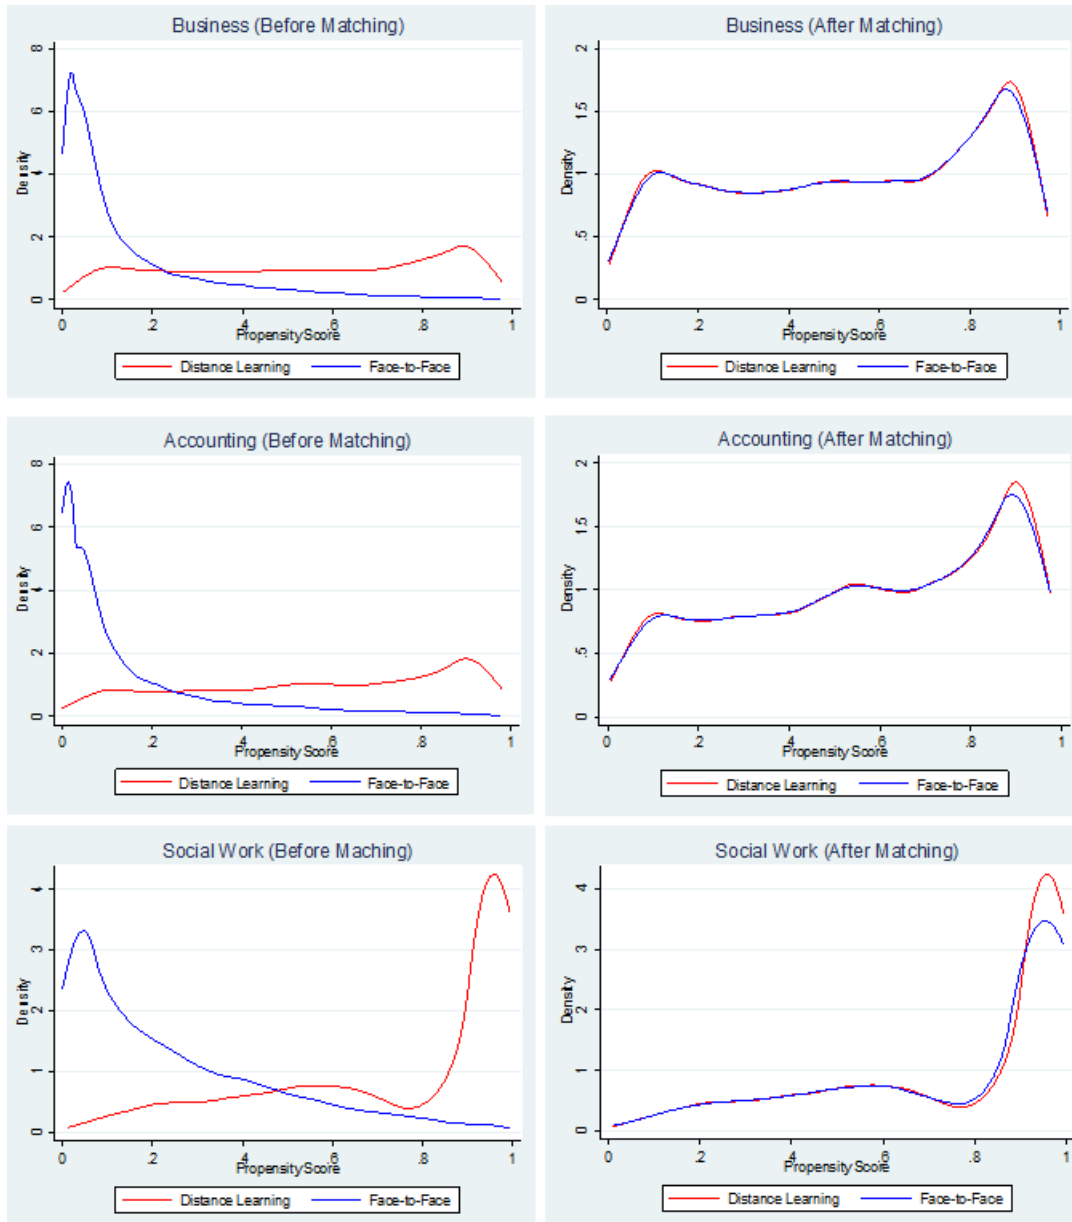 Business (Before Matching)
8
6
4
2
0
Density
0 .2 .4 .6 .8 1
Propensity Score
Distance Learning Face-to-Face
Business (After Matching)
2
1.5
1
.5
0
Density
0 .2 .4 .6 .8 1
Propensity Score
Distance Learning Face-to-Face
Accounting (Before Matching)
8
6
4
2
0
Density
0 .2 .4 .6 .8 1
Propensity Score
Distance Learning Face-to-Face
Accounting (After Matching)
2
1.5
1
.5
0
Density
0 .2 .4 .6 .8 1
Propensity Score
Distance Learning Face-to-Face
Social Work (Before Maching)
4
3
2
1
0
Density
0 .2 .4 .6 .8 1
Propensity Score
Distance Learning Face-to-Face
Social Work (After Matching)
4
3
2
1
0
Density
0 .2 .4 .6 .8 1
Propensity Score
Distance Learning Face-to-Face